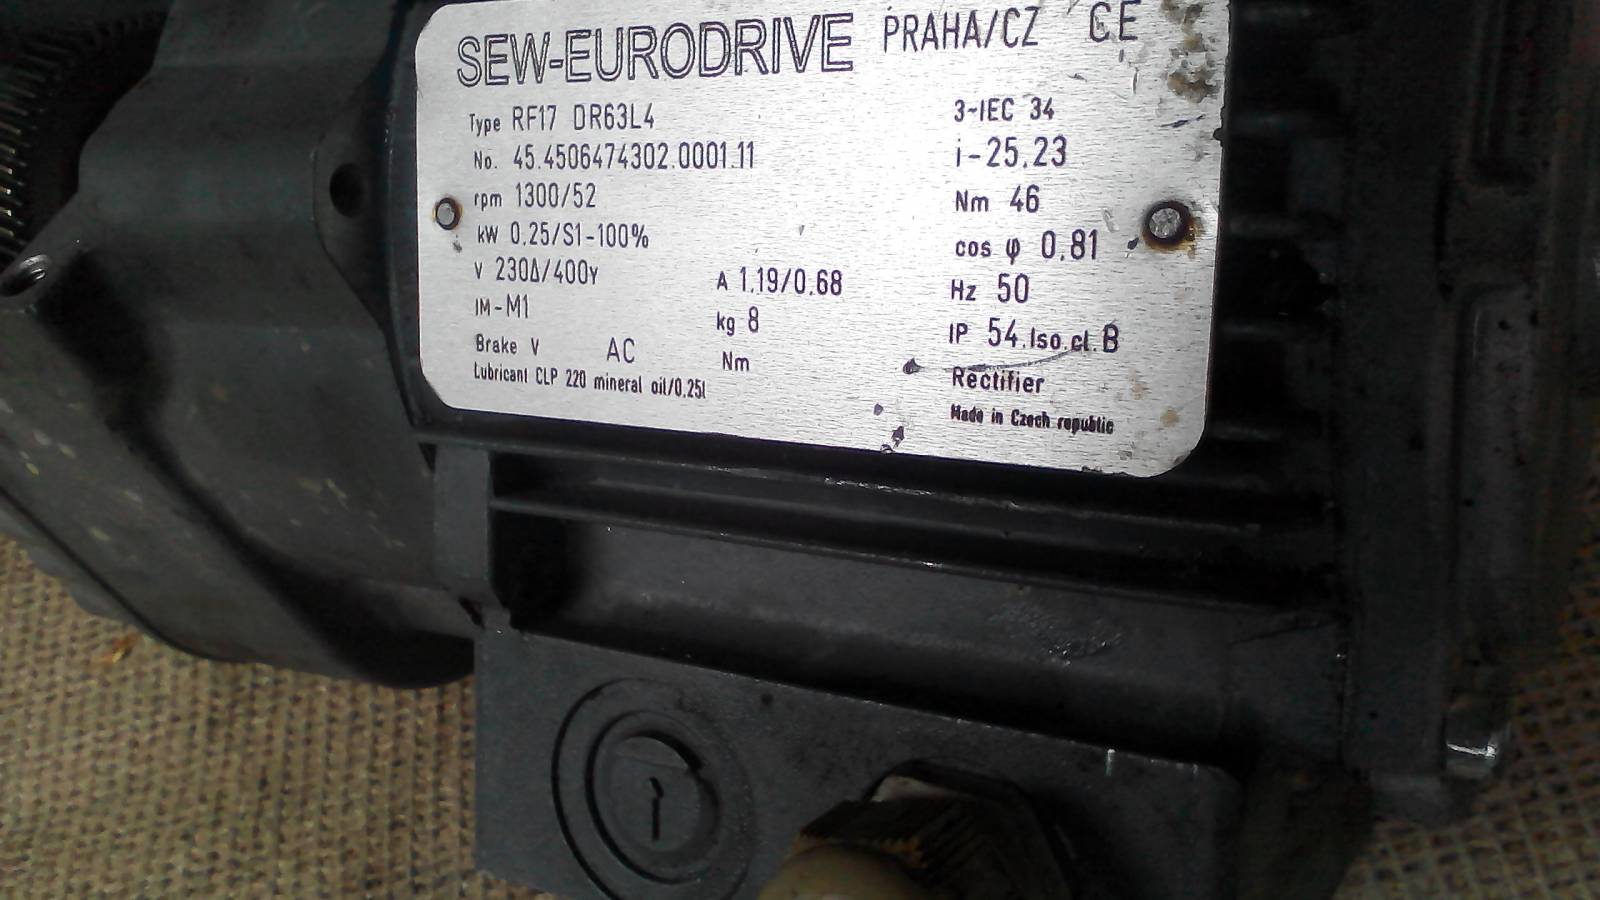 SEW-EURODRIVE PRAHA/CZ CE
Type RF17 DR63L4 3~IEC 34
No. 45.4506474302.0001.11 i-25.23
rpm 1300/52 Nm 46
kW 0.25/S1-100% cos φ 0.81
V 230Δ/400Y A 1.19/0.68 Hz 50
IM-M1 kg 8 IP 54.Iso.cl.B
Brake V AC Nm Rectifier
Lubricant CLP 220 mineral oil/0.25l Made in Czech republic